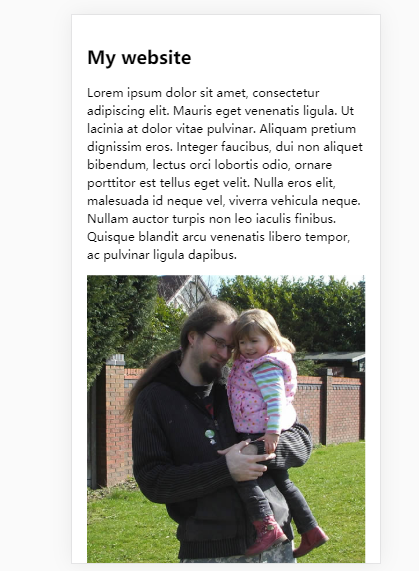 My website
Lorem ipsum dolor sit amet, consectetur
adipiscing elit. Mauris eget venenatis ligula. Ut
lacinia at dolor vitae pulvinar. Aliquam pretium
dignissim eros. Integer faucibus, dui non aliquet
bibendum, lectus orci lobortis odio, ornare
porttitor est tellus eget velit. Nulla eros elit,
malesuada id neque vel, viverra vehicula neque.
Nullam auctor turpis non leo iaculis finibus.
Quisque blandit arcu venenatis libero tempor,
ac pulvinar ligula dapibus.